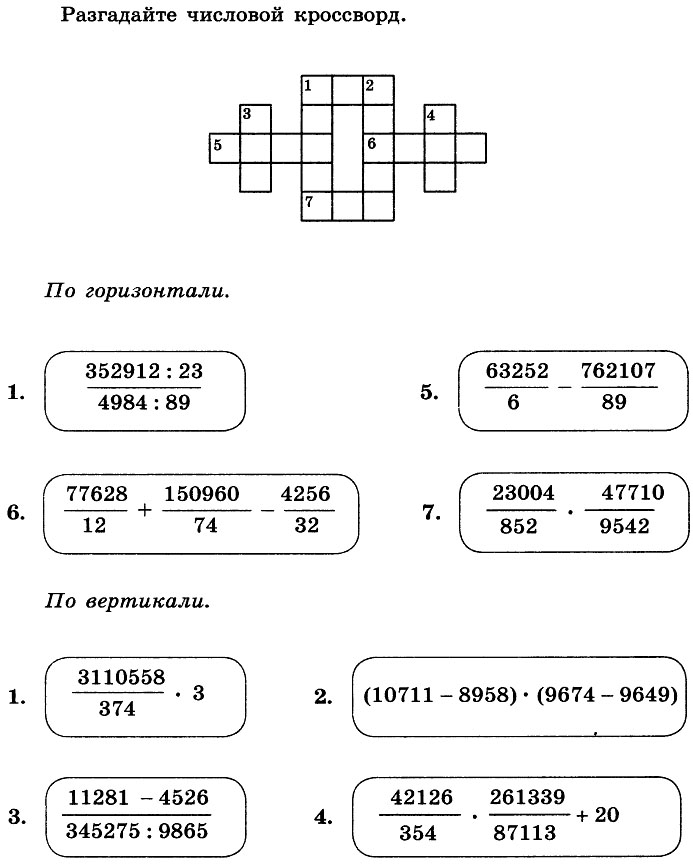 Разгадайте числовой кроссворд.
1 2
3 4
5 6
7
По горизонтали.
1. 352912 : 23 / 4984 : 89
5. 63252 / 6 – 762107 / 89
6. 77628 / 12 + 150960 / 74 – 4256 / 32
7. 23004 / 852 · 47710 / 9542
По вертикали.
1. 3110558 / 374 · 3
2. (10711 – 8958) · (9674 – 9649)
3. 11281 – 4526 / 345275 : 9865
4. 42126 / 354 · 261339 / 87113 + 20